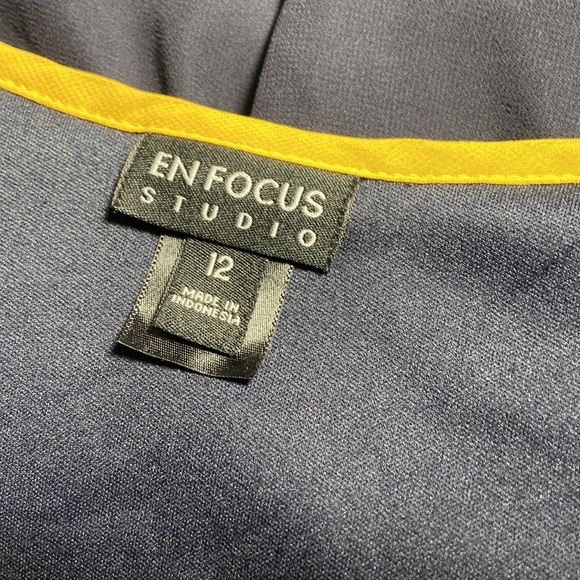 EN FOCUS
STUDIO
12
MADE IN
INDONESIA